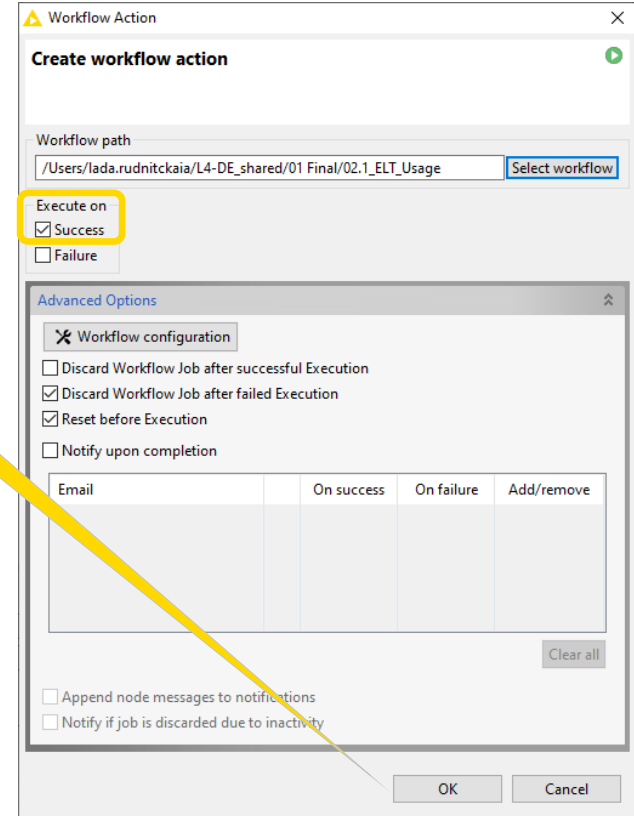 Workflow Action
Create workflow action
Workflow path
/Users/lada.rudnitckaia/L4-DE_shared/01 Final/02.1_ELT_Usage Select workflow
Execute on
Success
Failure
Advanced Options
Workflow configuration
Discard Workflow Job after successful Execution
Discard Workflow Job after failed Execution
Reset before Execution
Notify upon completion
Email On success On failure Add/remove
Clear all
Append node messages to notifications
Notify if job is discarded due to inactivity
OK Cancel